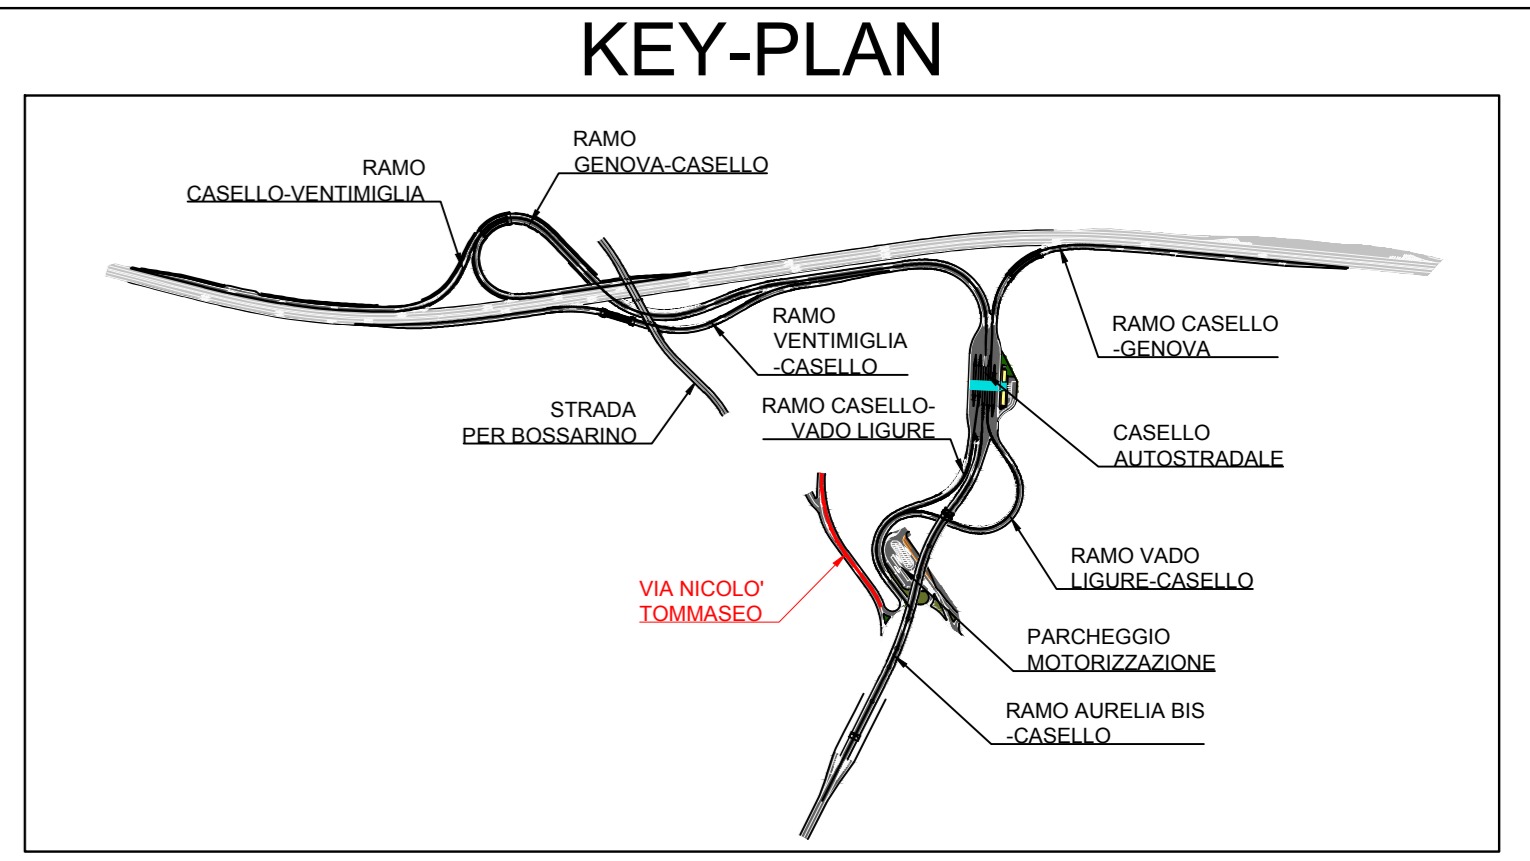 KEY-PLAN
RAMO
GENOVA-CASELLO
RAMO
CASELLO-VENTIMIGLIA
RAMO
VENTIMIGLIA
-CASELLO
RAMO CASELLO
-GENOVA
STRADA
PER BOSSARINO
RAMO CASELLO-
VADO LIGURE
CASELLO
AUTOSTRADALE
VIA NICOLO'
TOMMASEO
RAMO VADO
LIGURE-CASELLO
PARCHEGGIO
MOTORIZZAZIONE
RAMO AURELIA BIS
-CASELLO